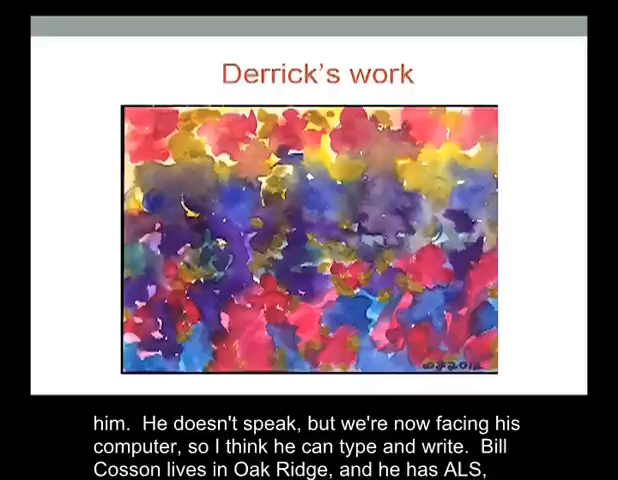 Derrick's work
him.  He doesn't speak, but we're now facing his
computer, so I think he can type and write.  Bill
Cosson lives in Oak Ridge, and he has ALS,